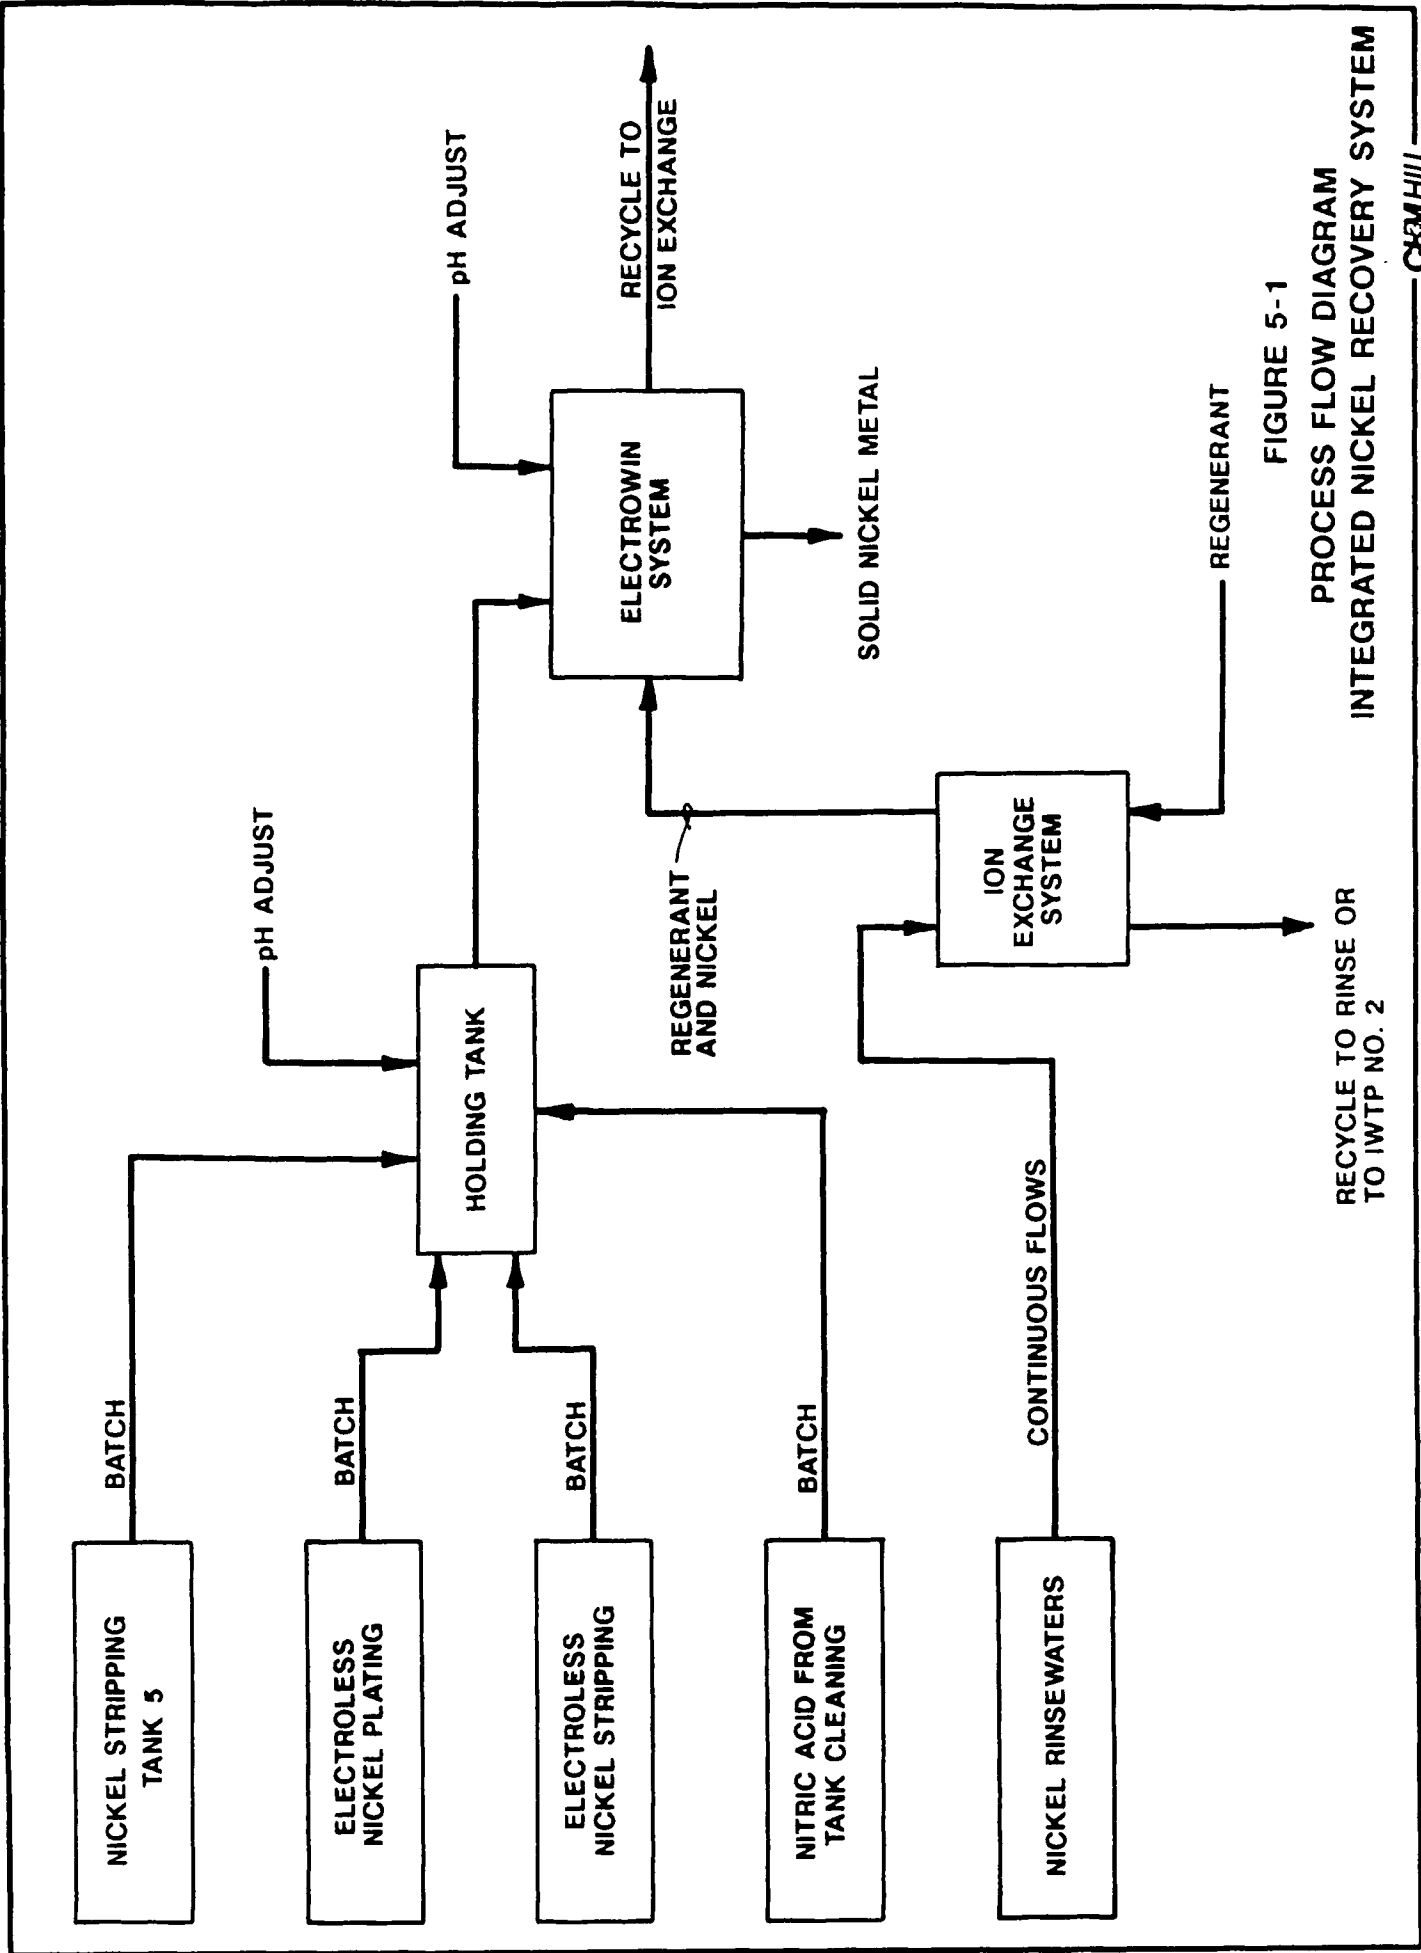 NICKEL STRIPPING
TANK 5
BATCH
ELECTROLESS
NICKEL PLATING
BATCH
ELECTROLESS
NICKEL STRIPPING
BATCH
NITRIC ACID FROM
TANK CLEANING
BATCH
NICKEL RINSEWATERS
CONTINUOUS FLOWS
pH ADJUST
HOLDING TANK
REGENERANT
AND NICKEL
ION
EXCHANGE
SYSTEM
RECYCLE TO RINSE OR
TO IWTP NO. 2
REGENERANT
pH ADJUST
ELECTROWIN
SYSTEM
SOLID NICKEL METAL
RECYCLE TO
ION EXCHANGE
FIGURE 5-1
PROCESS FLOW DIAGRAM
INTEGRATED NICKEL RECOVERY SYSTEM
CH2M HILL